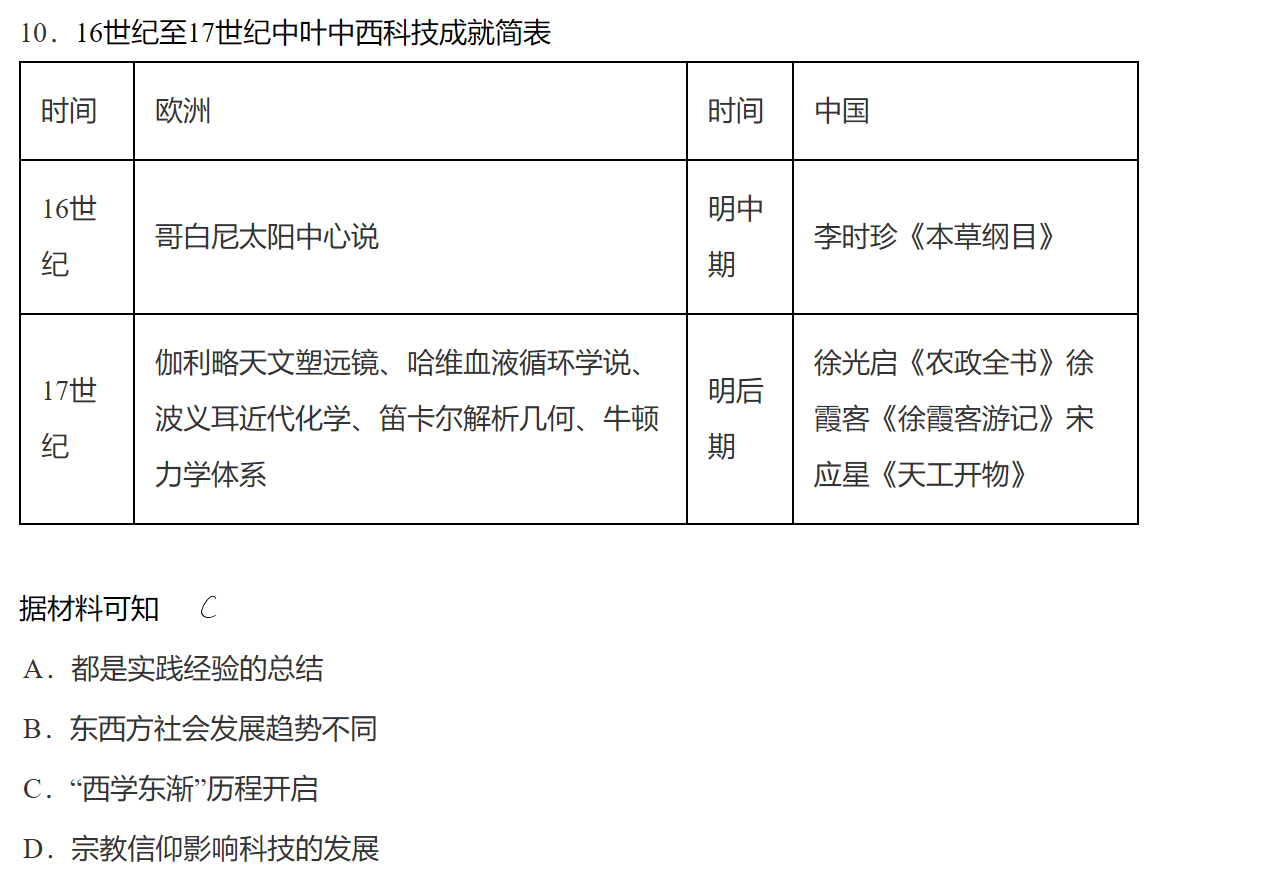 10．16世纪至17世纪中叶中西科技成就简表
时间 欧洲 时间 中国
16世
纪
哥白尼太阳中心说
明中
期
李时珍《本草纲目》
17世
纪
伽利略天文塑远镜、哈维血液循环学说、
波义耳近代化学、笛卡尔解析几何、牛顿
力学体系
明后
期
徐光启《农政全书》徐
霞客《徐霞客游记》宋
应星《天工开物》
据材料可知 C
A．都是实践经验的总结
B．东西方社会发展趋势不同
C．“西学东渐”历程开启
D．宗教信仰影响科技的发展